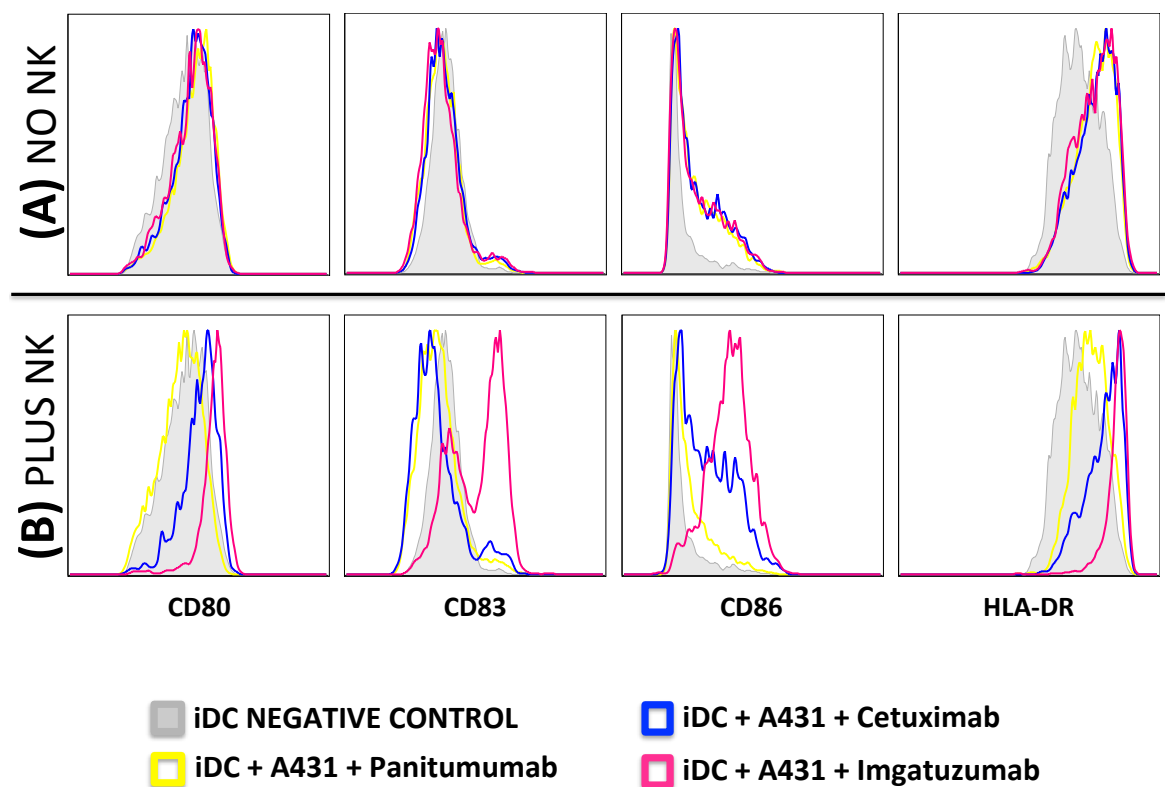 (A) NO NK
(B) PLUS NK
CD80 CD83 CD86 HLA-DR
iDC NEGATIVE CONTROL
iDC + A431 + Cetuximab
iDC + A431 + Panitumumab
iDC + A431 + Imgatuzumab